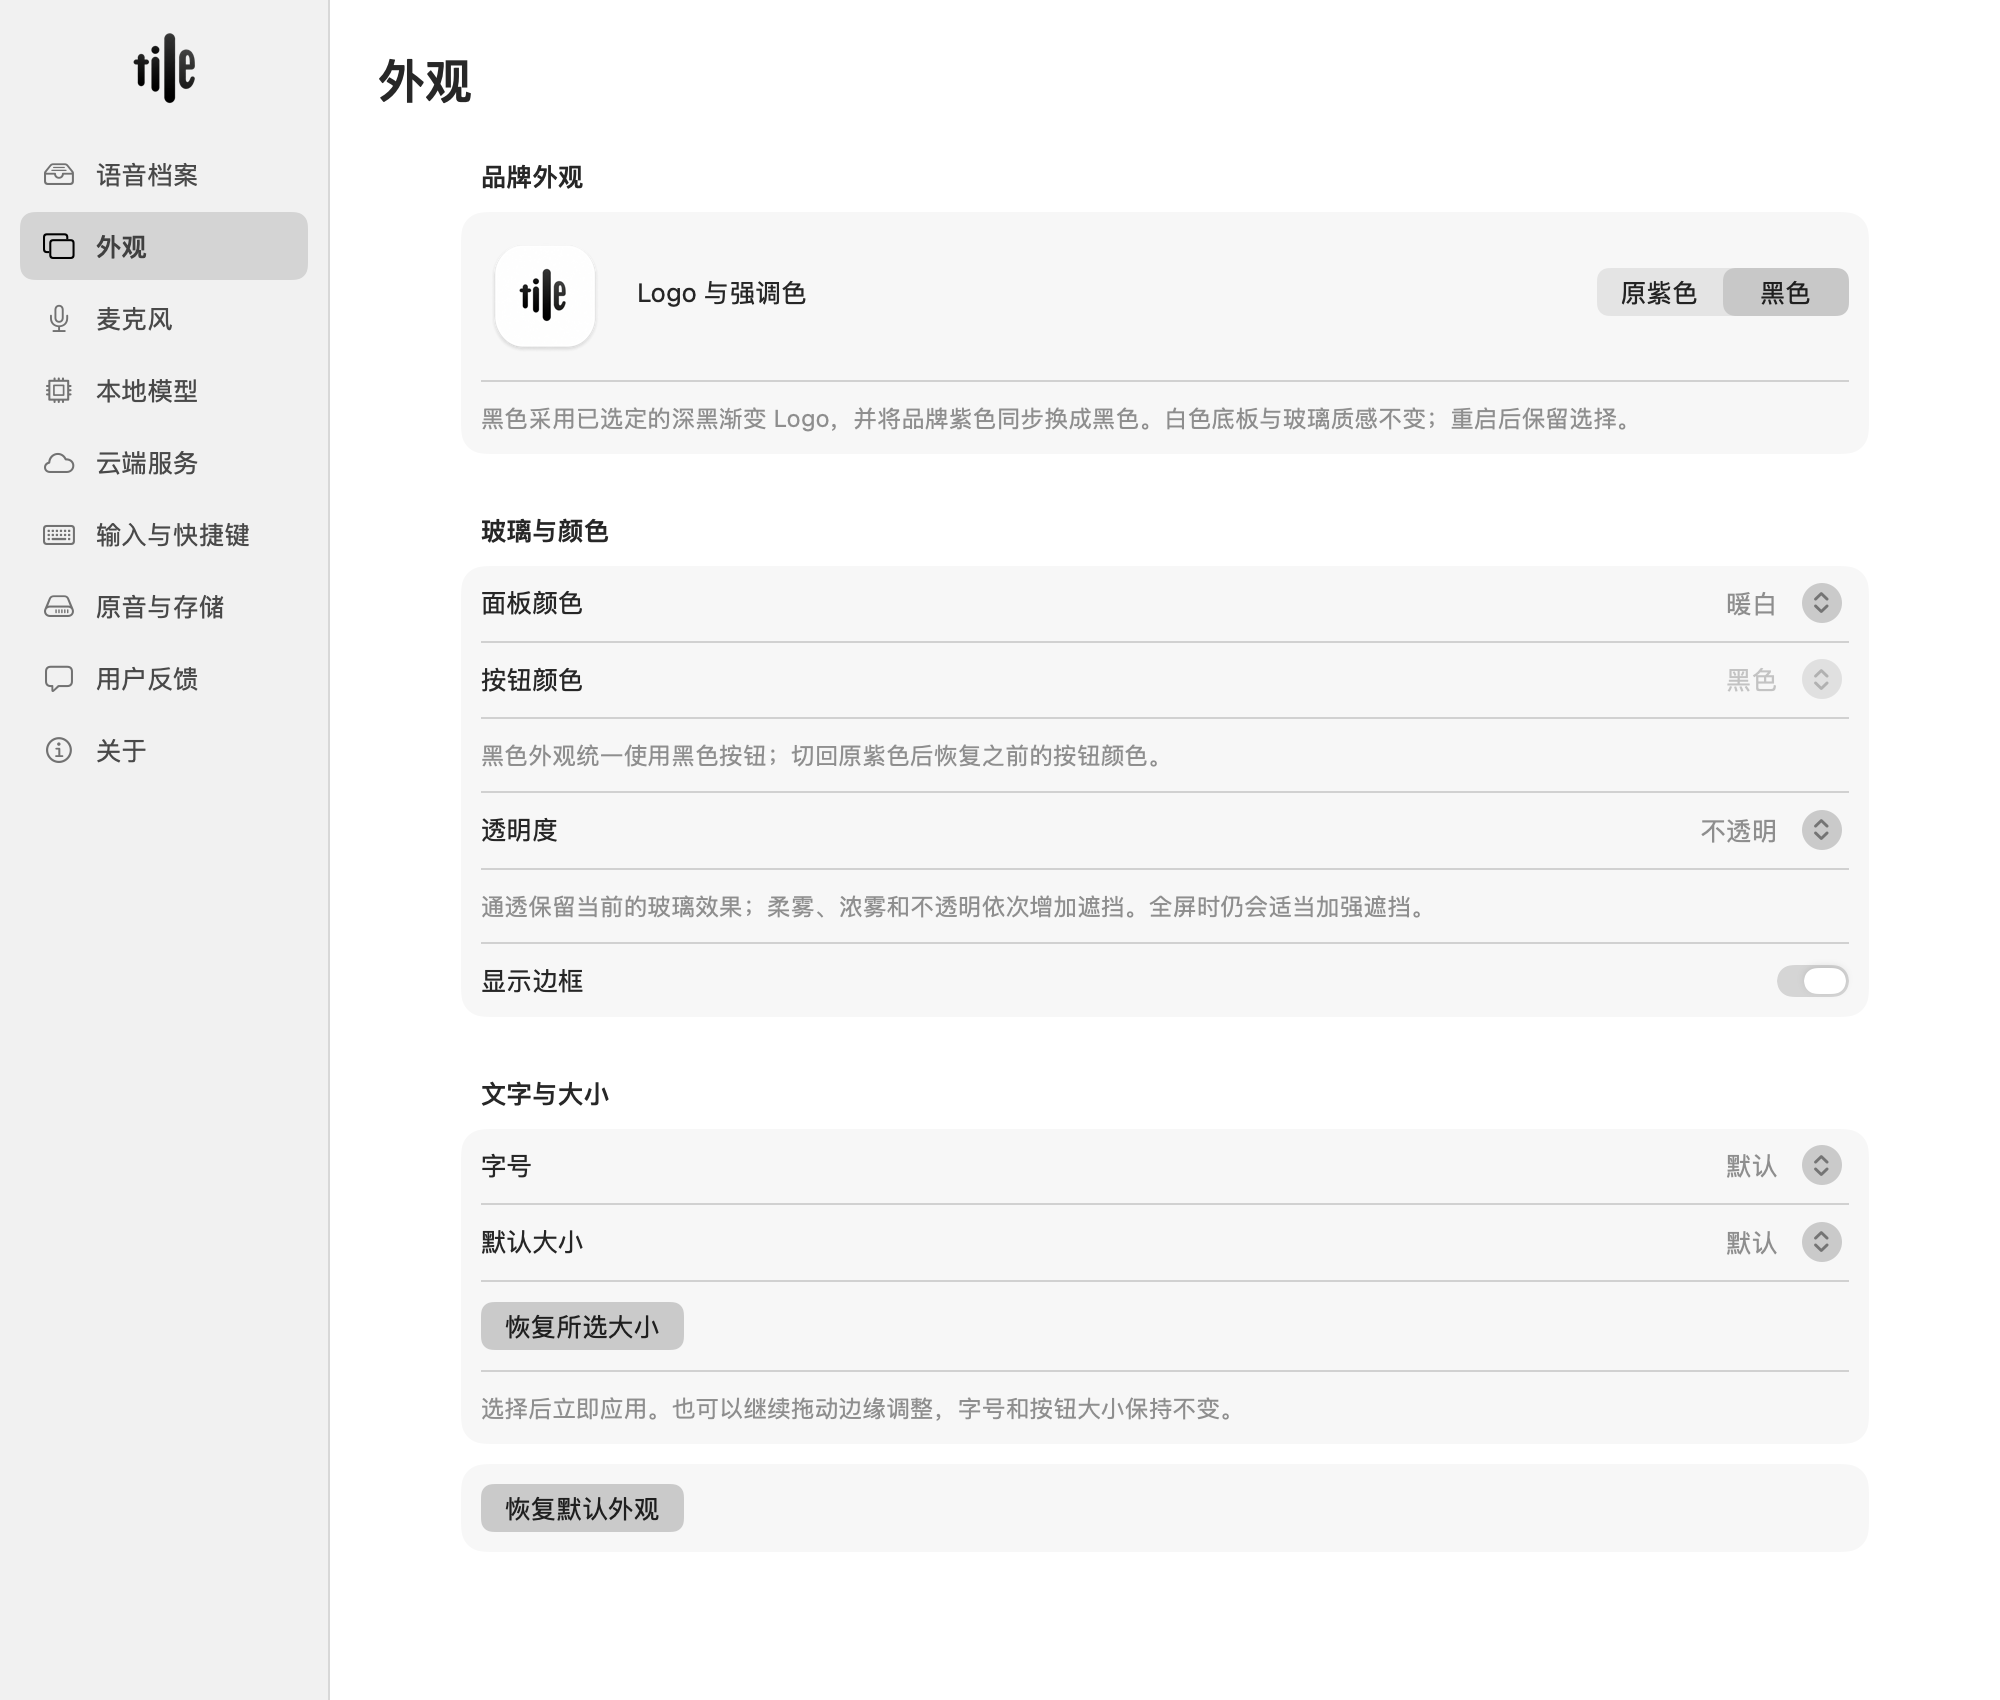 tile
语音档案
外观
麦克风
本地模型
云端服务
输入与快捷键
原音与存储
用户反馈
关于
外观
品牌外观
tile
Logo 与强调色
原紫色
黑色
黑色采用已选定的深黑渐变 Logo，并将品牌紫色同步换成黑色。白色底板与玻璃质感不变；重启后保留选择。
玻璃与颜色
面板颜色
暖白
按钮颜色
黑色
黑色外观统一使用黑色按钮；切回原紫色后恢复之前的按钮颜色。
透明度
不透明
通透保留当前的玻璃效果；柔雾、浓雾和不透明依次增加遮挡。全屏时仍会适当加强遮挡。
显示边框
文字与大小
字号
默认
默认大小
默认
恢复所选大小
选择后立即应用。也可以继续拖动边缘调整，字号和按钮大小保持不变。
恢复默认外观